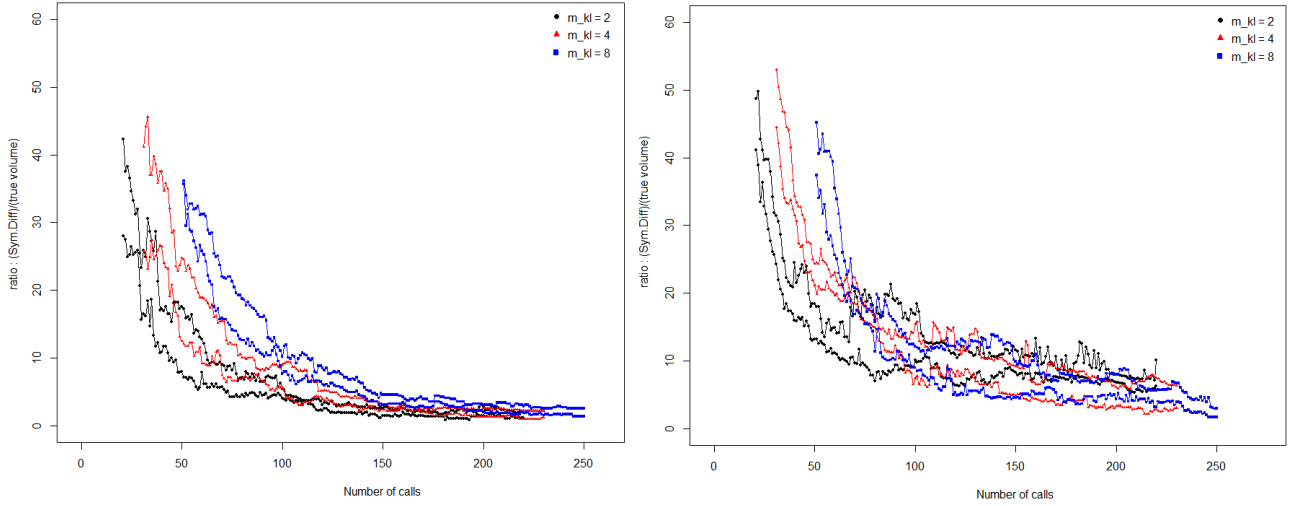 m_kl = 2
m_kl = 4
m_kl = 8
ratio : (Sym.Diff)/(true volume)
60
50
40
30
20
10
0
0 50 100 150 200 250
Number of calls
m_kl = 2
m_kl = 4
m_kl = 8
ratio : (Sym.Diff)/(true volume)
60
50
40
30
20
10
0
0 50 100 150 200 250
Number of calls